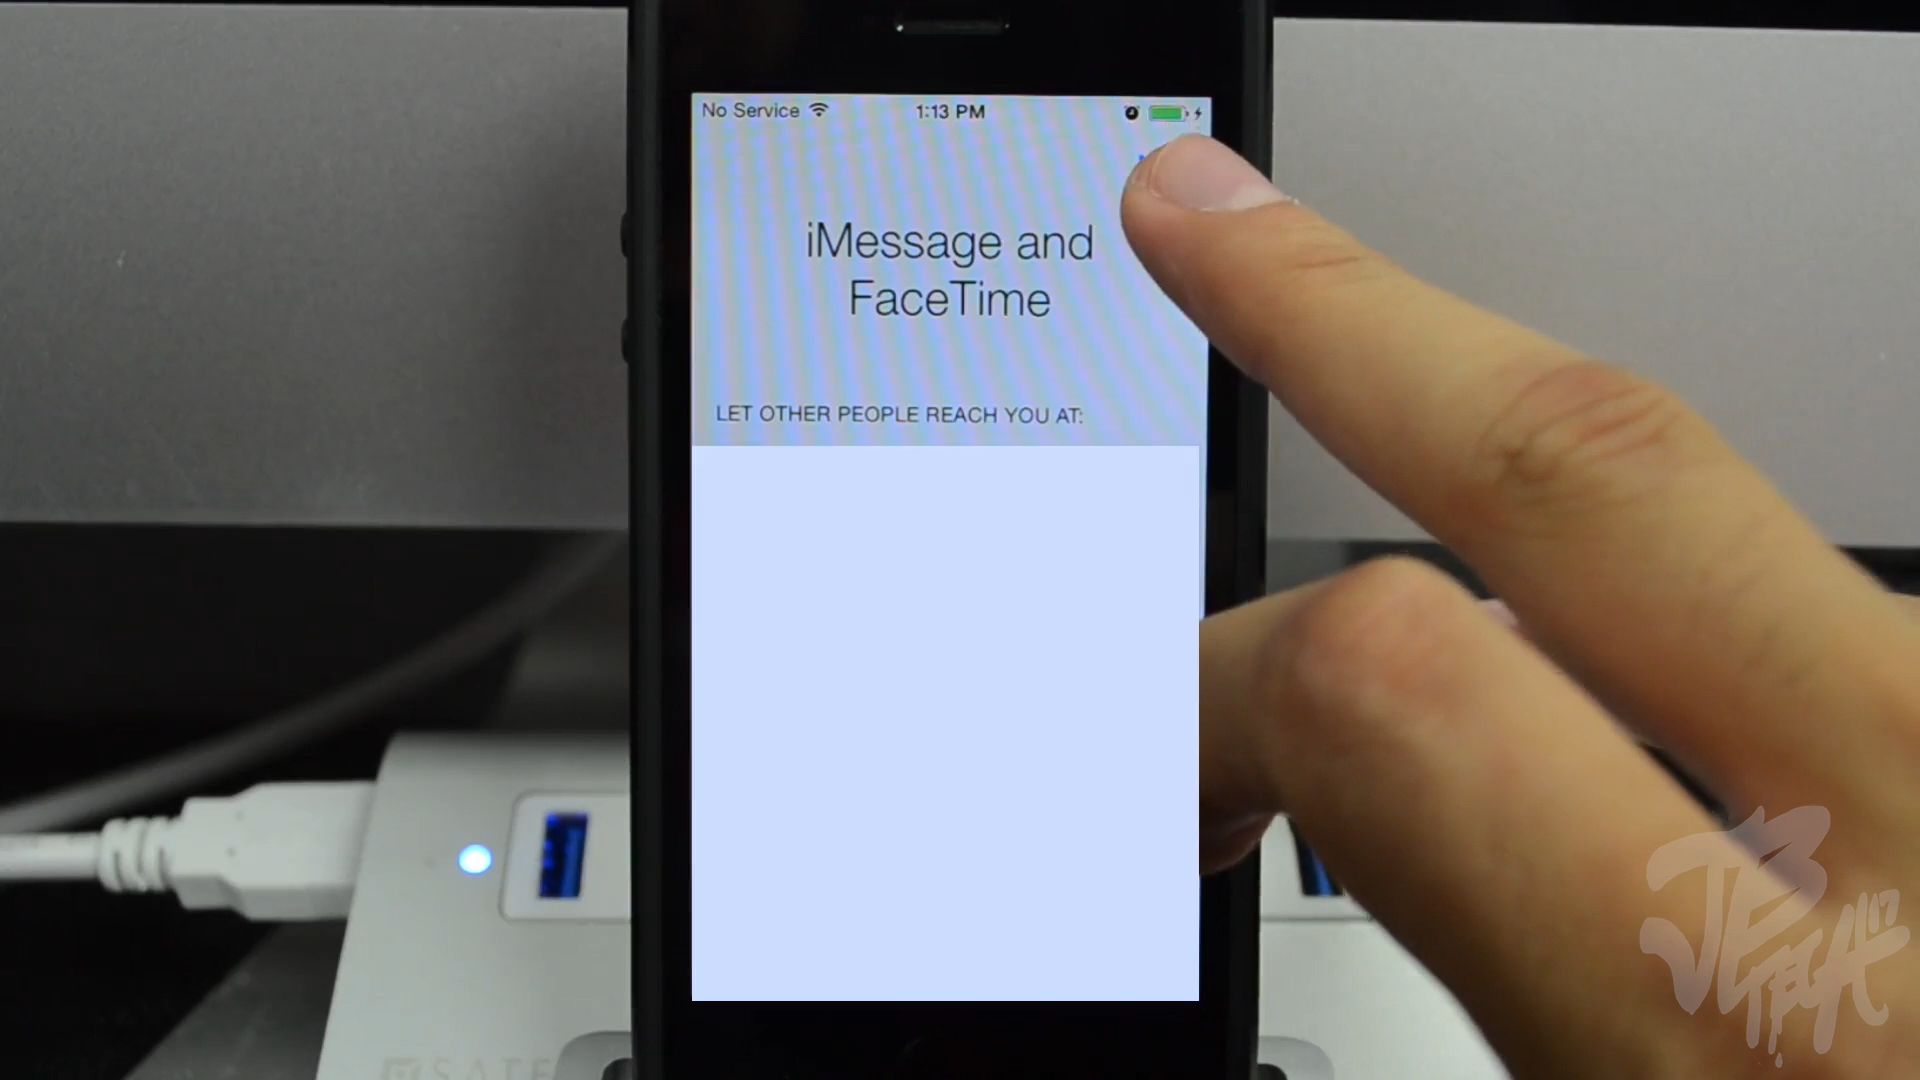 No Service
1:13 PM
iMessage and
FaceTime
LET OTHER PEOPLE REACH YOU AT: